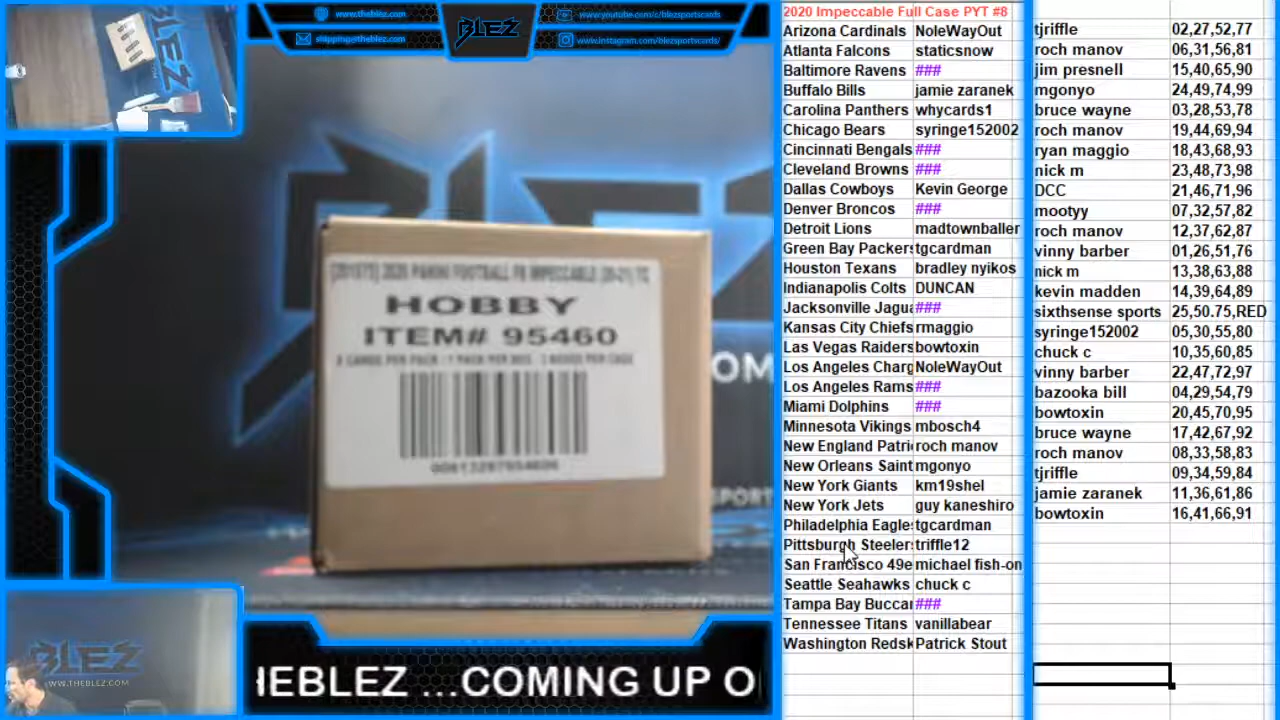 www.theblez.com
shipping@theblez.com
BLEZ
www.youtube.com/c/blezsportscards/
www.instagram.com/blezsportscards/
HOBBY
ITEM# 95460
BLEZ
WWW.THEBLEZ.COM
HEBLEZ ...COMING UP O
2020 Impeccable Full Case PYT #8
Arizona Cardinals NoleWayOut
Atlanta Falcons staticsnow
Baltimore Ravens ###
Buffalo Bills jamie zaranek
Carolina Panthers whycards1
Chicago Bears syringe152002
Cincinnati Bengals ###
Cleveland Browns ###
Dallas Cowboys Kevin George
Denver Broncos ###
Detroit Lions madtownballer
Green Bay Packers tgcardman
Houston Texans bradley nyikos
Indianapolis Colts DUNCAN
Jacksonville Jagua ###
Kansas City Chiefs rmaggio
Las Vegas Raiders bowtoxin
Los Angeles Charg NoleWayOut
Los Angeles Rams ###
Miami Dolphins ###
Minnesota Vikings mbosch4
New England Patri roch manov
New Orleans Saint mgonyo
New York Giants km19shel
New York Jets guy kaneshiro
Philadelphia Eagles tgcardman
Pittsburgh Steelers triffle12
San Francisco 49e michael fish-on
Seattle Seahawks chuck c
Tampa Bay Buccar ###
Tennessee Titans vanillabear
Washington Redsk Patrick Stout
tjriffle 02,27,52,77
roch manov 06,31,56,81
jim presnell 15,40,65,90
mgonyo 24,49,74,99
bruce wayne 03,28,53,78
roch manov 19,44,69,94
ryan maggio 18,43,68,93
nick m 23,48,73,98
DCC 21,46,71,96
mootyy 07,32,57,82
roch manov 12,37,62,87
vinny barber 01,26,51,76
nick m 13,38,63,88
kevin madden 14,39,64,89
sixthsense sports 25,50.75,RED
syringe152002 05,30,55,80
chuck c 10,35,60,85
vinny barber 22,47,72,97
bazooka bill 04,29,54,79
bowtoxin 20,45,70,95
bruce wayne 17,42,67,92
roch manov 08,33,58,83
tjriffle 09,34,59,84
jamie zaranek 11,36,61,86
bowtoxin 16,41,66,91